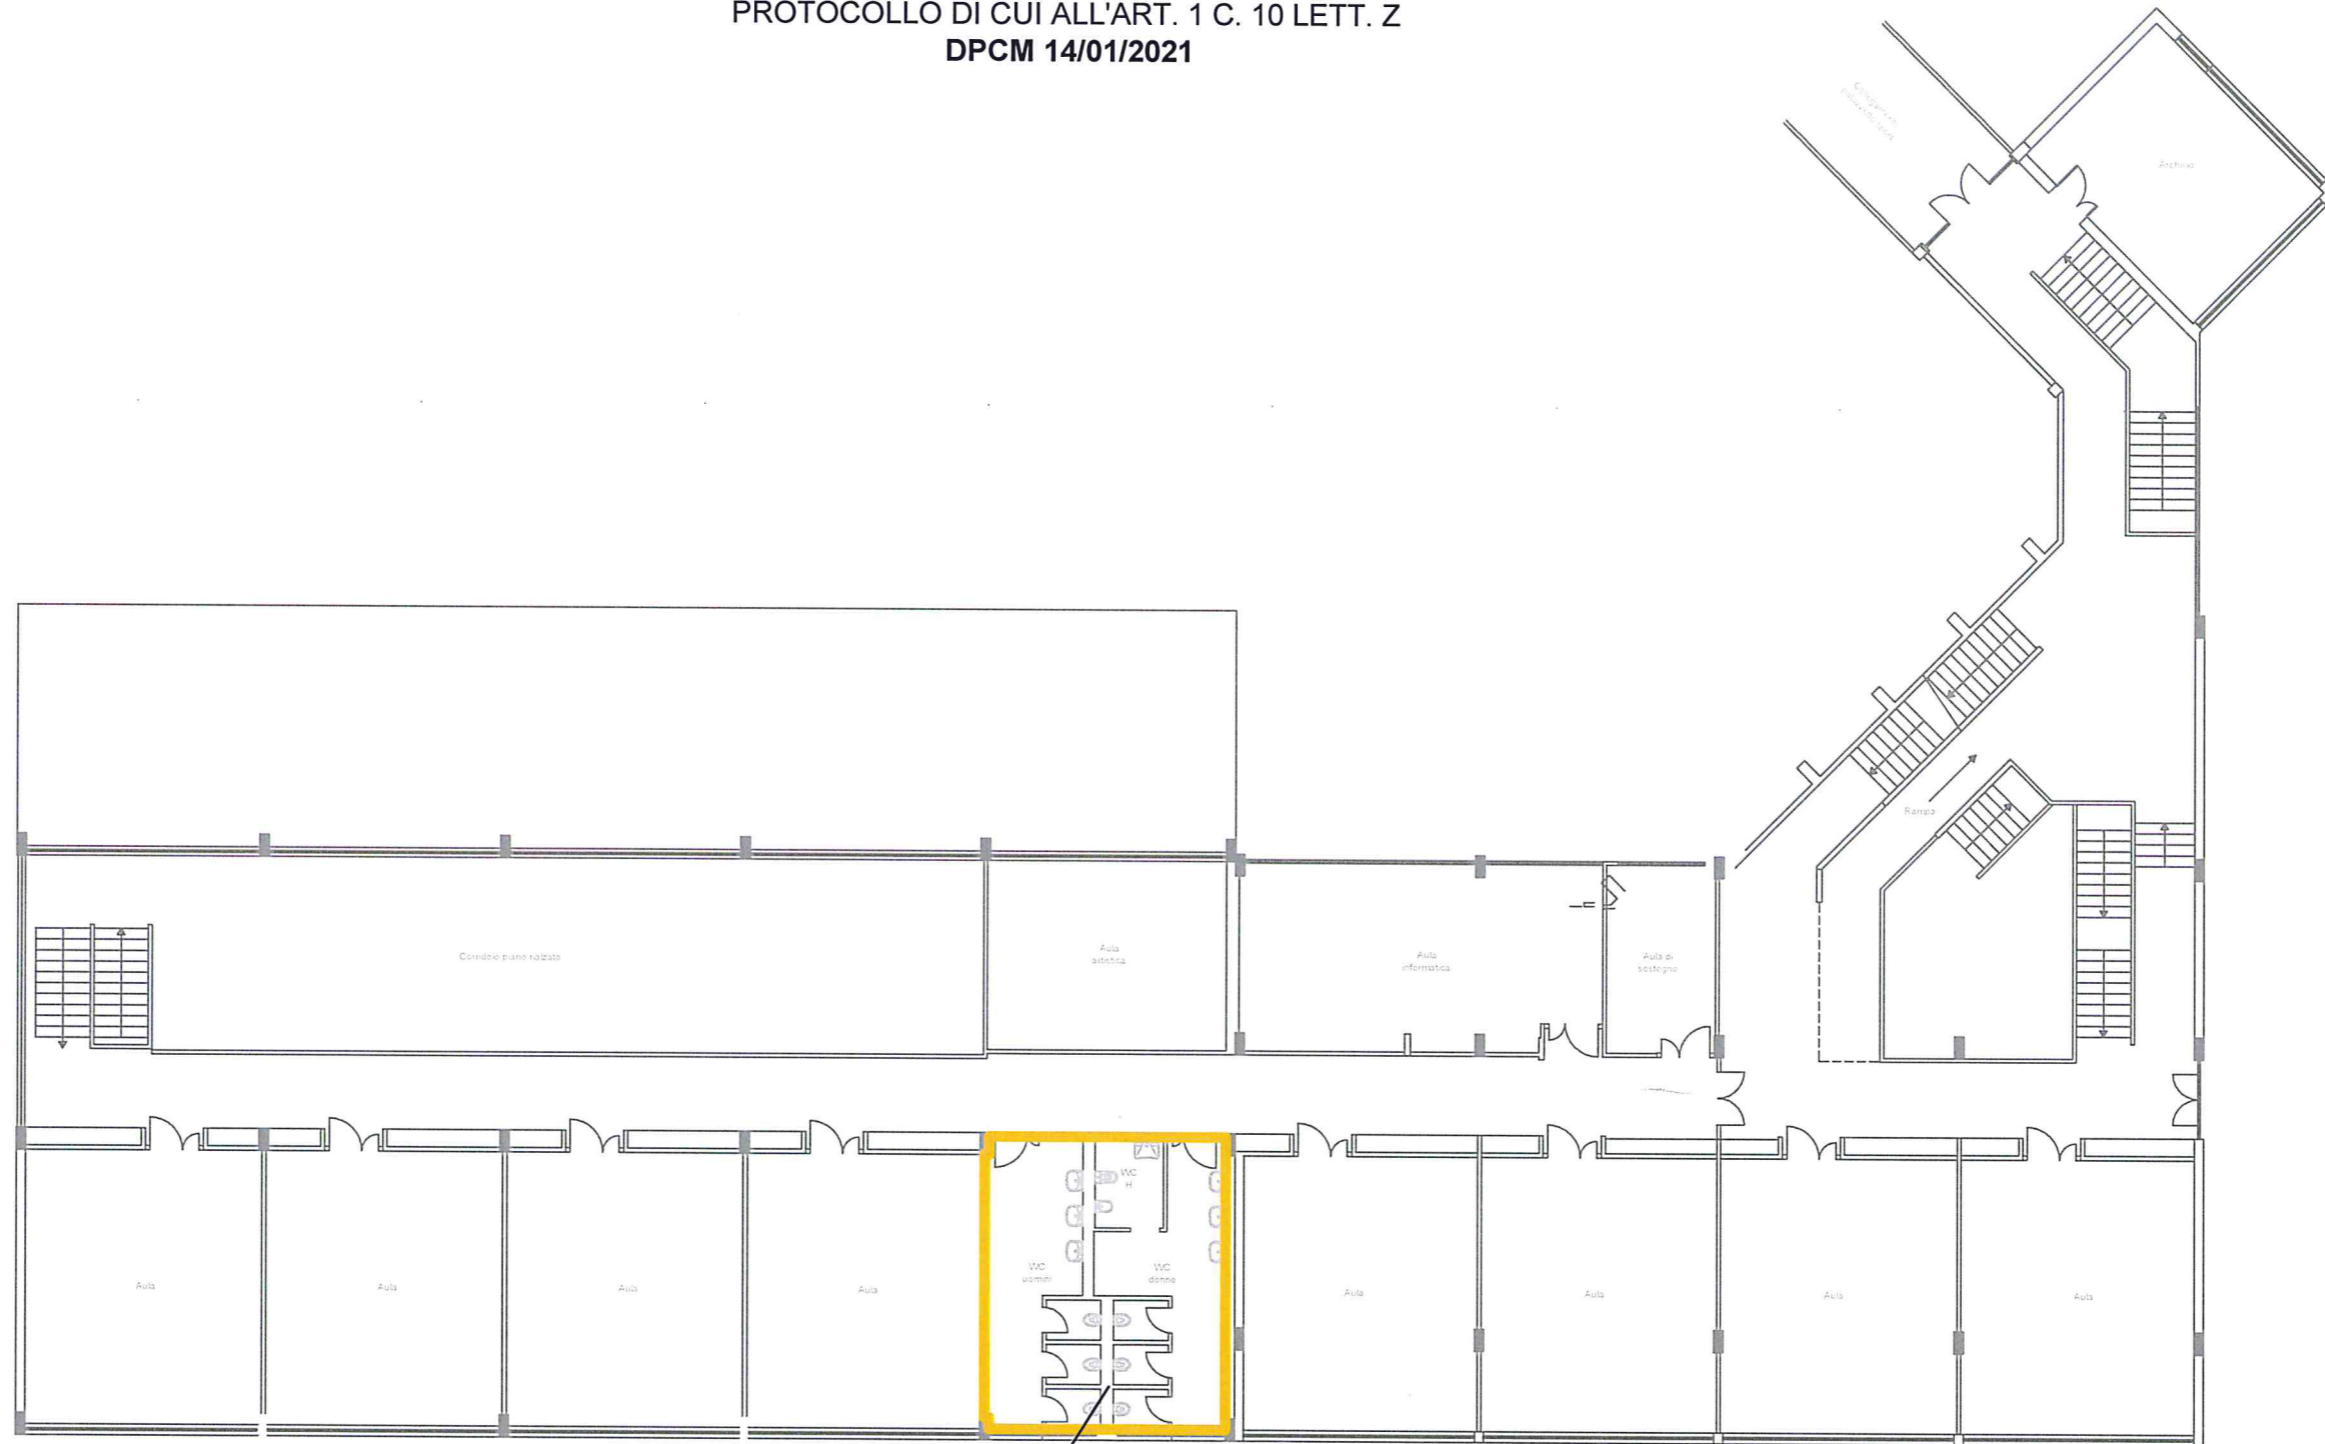 PROTOCOLLO DI CUI ALL'ART. 1 C. 10 LETT. Z
DPCM 14/01/2021
Archivio
Rampa
Corridoio piano rialzato
Aula
artistica
Aula
informatica
Aula di
sostegno
WC
H
WC
uomini
WC
donne
Aula
Aula
Aula
Aula
Aula
Aula
Aula
Aula